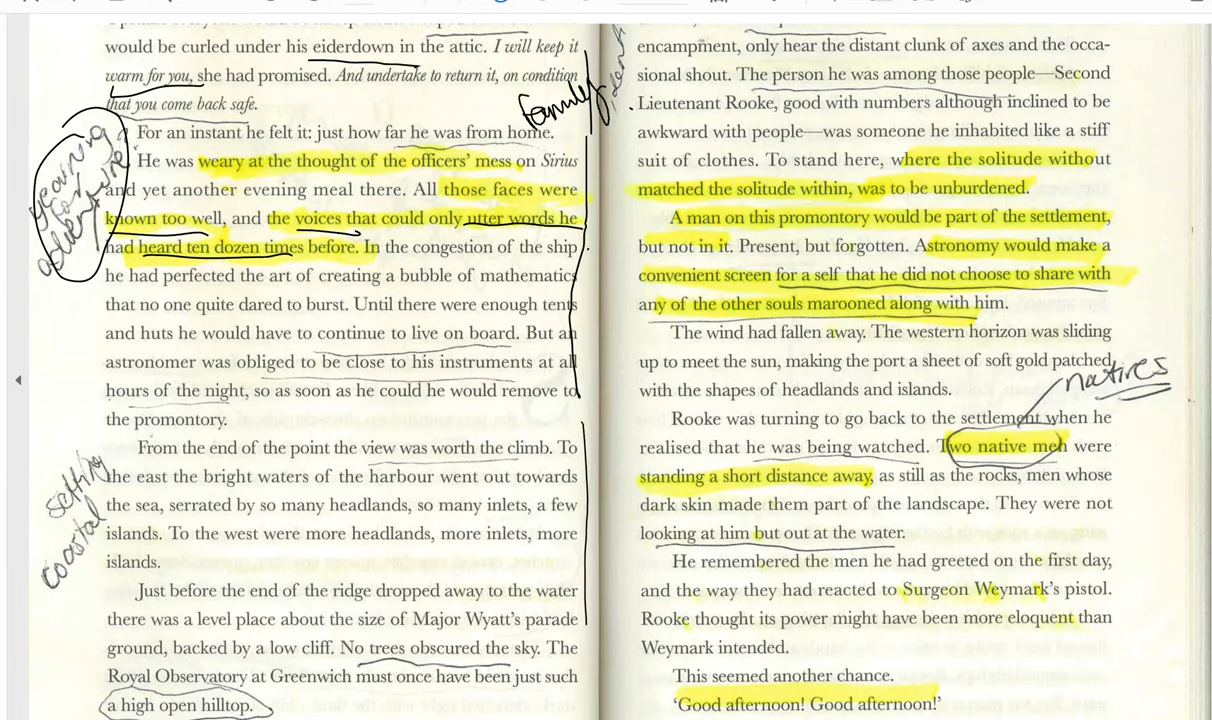 would be curled under his eiderdown in the attic. I will keep it
warm for you, she had promised. And undertake to return it, on condition
that you come back safe.
For an instant he felt it: just how far he was from home.
He was weary at the thought of the officers’ mess on Sirius
and yet another evening meal there. All those faces were
known too well, and the voices that could only utter words he
had heard ten dozen times before. In the congestion of the ship
he had perfected the art of creating a bubble of mathematics
that no one quite dared to burst. Until there were enough tents
and huts he would have to continue to live on board. But an
astronomer was obliged to be close to his instruments at all
hours of the night, so as soon as he could he would remove to
the promontory.
From the end of the point the view was worth the climb. To
the east the bright waters of the harbour went out towards
the sea, serrated by so many headlands, so many inlets, a few
islands. To the west were more headlands, more inlets, more
islands.
Just before the end of the ridge dropped away to the water
there was a level place about the size of Major Wyatt’s parade
ground, backed by a low cliff. No trees obscured the sky. The
Royal Observatory at Greenwich must once have been just such
a high open hilltop.
yearning
for
adventure
setting
coastal
family
encampment, only hear the distant clunk of axes and the occa-
sional shout. The person he was among those people—Second
Lieutenant Rooke, good with numbers although inclined to be
awkward with people—was someone he inhabited like a stiff
suit of clothes. To stand here, where the solitude without
matched the solitude within, was to be unburdened.
A man on this promontory would be part of the settlement,
but not in it. Present, but forgotten. Astronomy would make a
convenient screen for a self that he did not choose to share with
any of the other souls marooned along with him.
The wind had fallen away. The western horizon was sliding
up to meet the sun, making the port a sheet of soft gold patched
with the shapes of headlands and islands.
Rooke was turning to go back to the settlement when he
realised that he was being watched. Two native men were
standing a short distance away, as still as the rocks, men whose
dark skin made them part of the landscape. They were not
looking at him but out at the water.
He remembered the men he had greeted on the first day,
and the way they had reacted to Surgeon Weymark’s pistol.
Rooke thought its power might have been more eloquent than
Weymark intended.
This seemed another chance.
‘Good afternoon! Good afternoon!’
natives